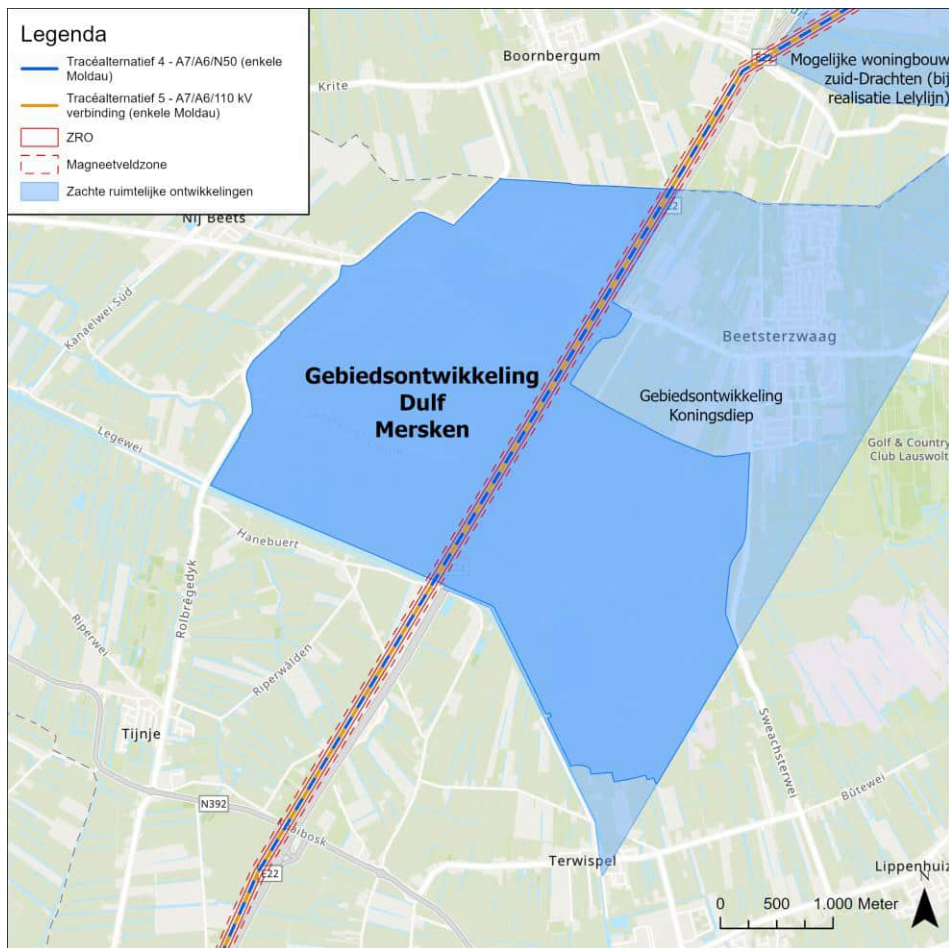 Legenda
Tracéalternatief 4 - A7/A6/N50 (enkele
Moldau)
Tracéalternatief 5 - A7/A6/110 kV
verbinding (enkele Moldau)
ZRO
Magneetveldzone
Zachte ruimtelijke ontwikkelingen
Boornbergum
Krite
Mogelijke woningbouw
zuid-Drachten (bij
realisatie Lelylijn)
Nij Beets
Kanaelwei Súd
Beetsterzwaag
Gebiedsontwikkeling
Dulf
Mersken
Gebiedsontwikkeling
Koningsdiep
Legewei
Golf & Country
Club Lauswolt
Hanebuert
Rolbrêgedyk
Riperwei
Riperwâlden
Sweachsterwei
Tijnje
N392
Bûtewei
E22
Terwispel
Lippenhuiz
N
0 500 1.000 Meter